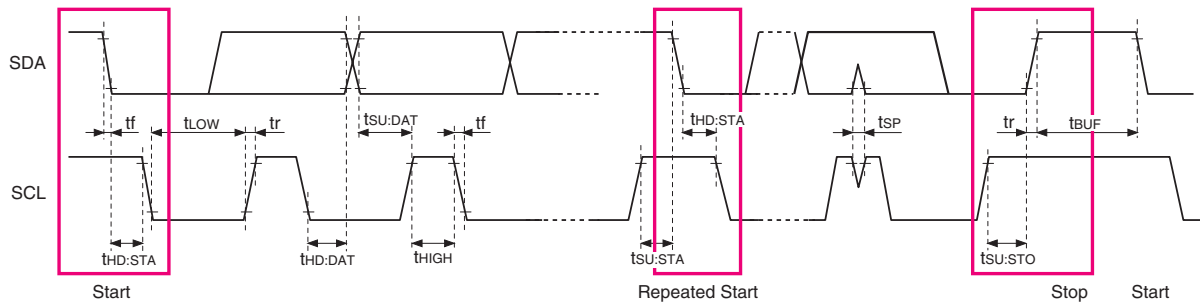 SDA
tf tLOW tr tSU:DAT tf tHD:STA tSP tr tBUF
SCL
tHD:STA tHD:DAT tHIGH tSU:STA tSU:STO
Start Repeated Start Stop Start